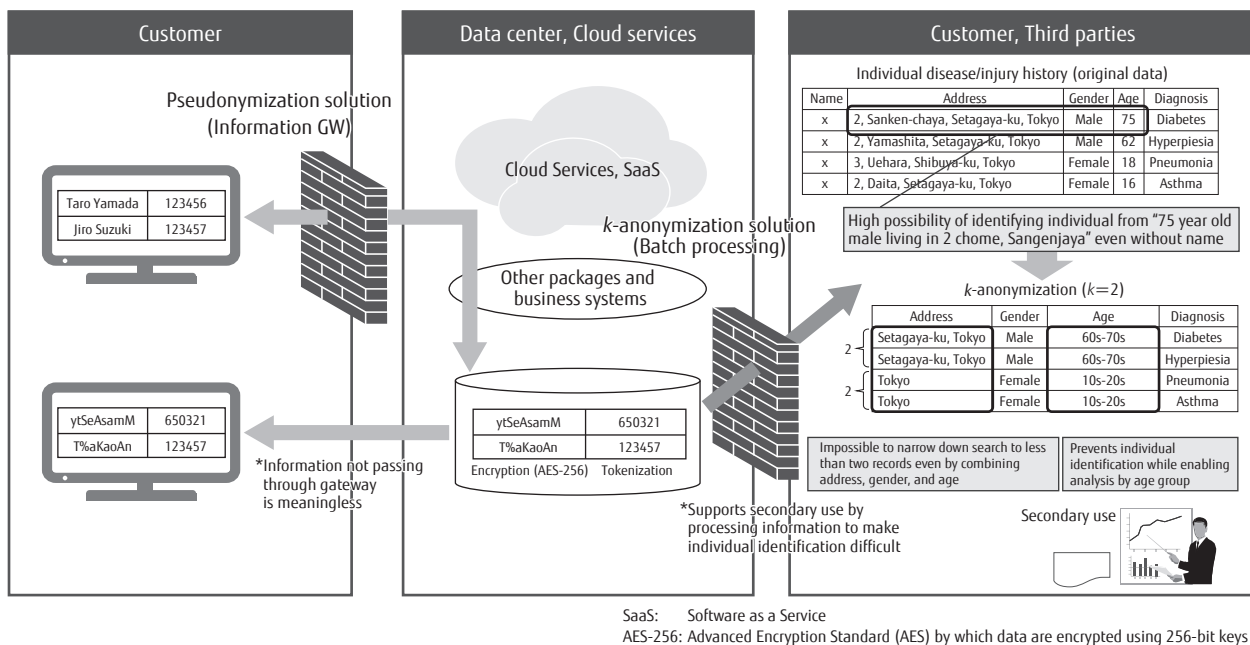 Customer
Data center, Cloud services
Customer, Third parties
Pseudonymization solution
(Information GW)
Taro Yamada 123456
Jiro Suzuki 123457
ytSeAsamM 650321
T%aKaoAn 123457
*Information not passing
through gateway
is meaningless
Cloud Services, SaaS
k-anonymization solution
(Batch processing)
Other packages and
business systems
ytSeAsamM 650321
T%aKaoAn 123457
Encryption (AES-256) Tokenization
*Supports secondary use by
processing information to make
individual identification difficult
Individual disease/injury history (original data)
Name Address Gender Age Diagnosis
x 2, Sanken-chaya, Setagaya-ku, Tokyo Male 75 Diabetes
x 2, Yamashita, Setagaya-ku, Tokyo Male 62 Hyperpiesia
x 3, Uehara, Shibuya-ku, Tokyo Female 18 Pneumonia
x 2, Daita, Setagaya-ku, Tokyo Female 16 Asthma
High possibility of identifying individual from “75 year old
male living in 2 chome, Sangenjaya” even without name
k-anonymization (k=2)
Address Gender Age Diagnosis
2 Setagaya-ku, Tokyo Male 60s-70s Diabetes
Setagaya-ku, Tokyo Male 60s-70s Hyperpiesia
2 Tokyo Female 10s-20s Pneumonia
Tokyo Female 10s-20s Asthma
Impossible to narrow down search to less
than two records even by combining
address, gender, and age
Prevents individual
identification while enabling
analysis by age group
Secondary use
SaaS: Software as a Service
AES-256: Advanced Encryption Standard (AES) by which data are encrypted using 256-bit keys